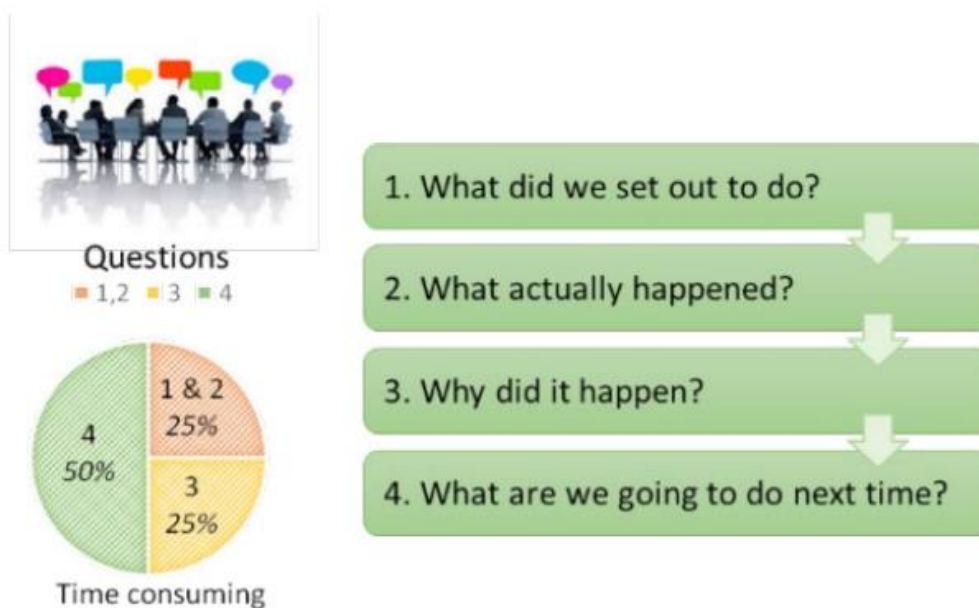 Questions
1,2 3 4
1 & 2
25%
4
50%
3
25%
Time consuming
1. What did we set out to do?
2. What actually happened?
3. Why did it happen?
4. What are we going to do next time?